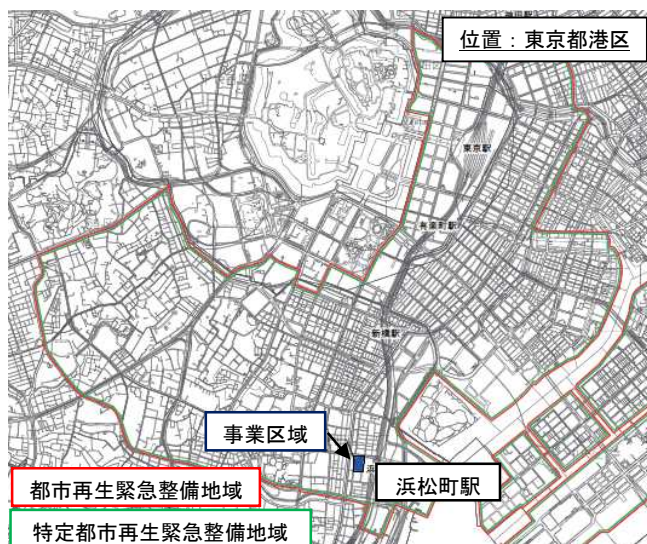 位置：東京都港区
東京駅
有楽町駅
新橋駅
事業区域
浜松町駅
都市再生緊急整備地域
特定都市再生緊急整備地域